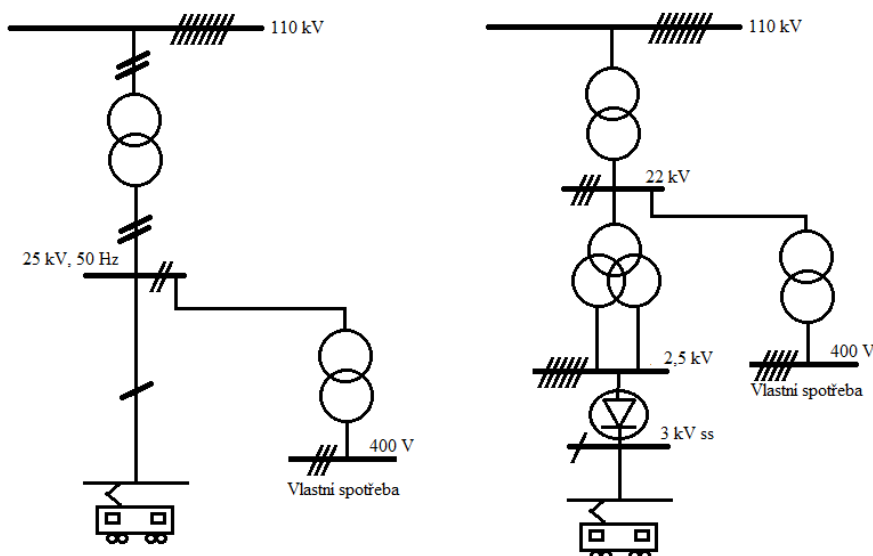 110 kV
25 kV, 50 Hz
400 V
Vlastní spotřeba
110 kV
22 kV
2,5 kV
400 V
Vlastní spotřeba
3 kV ss